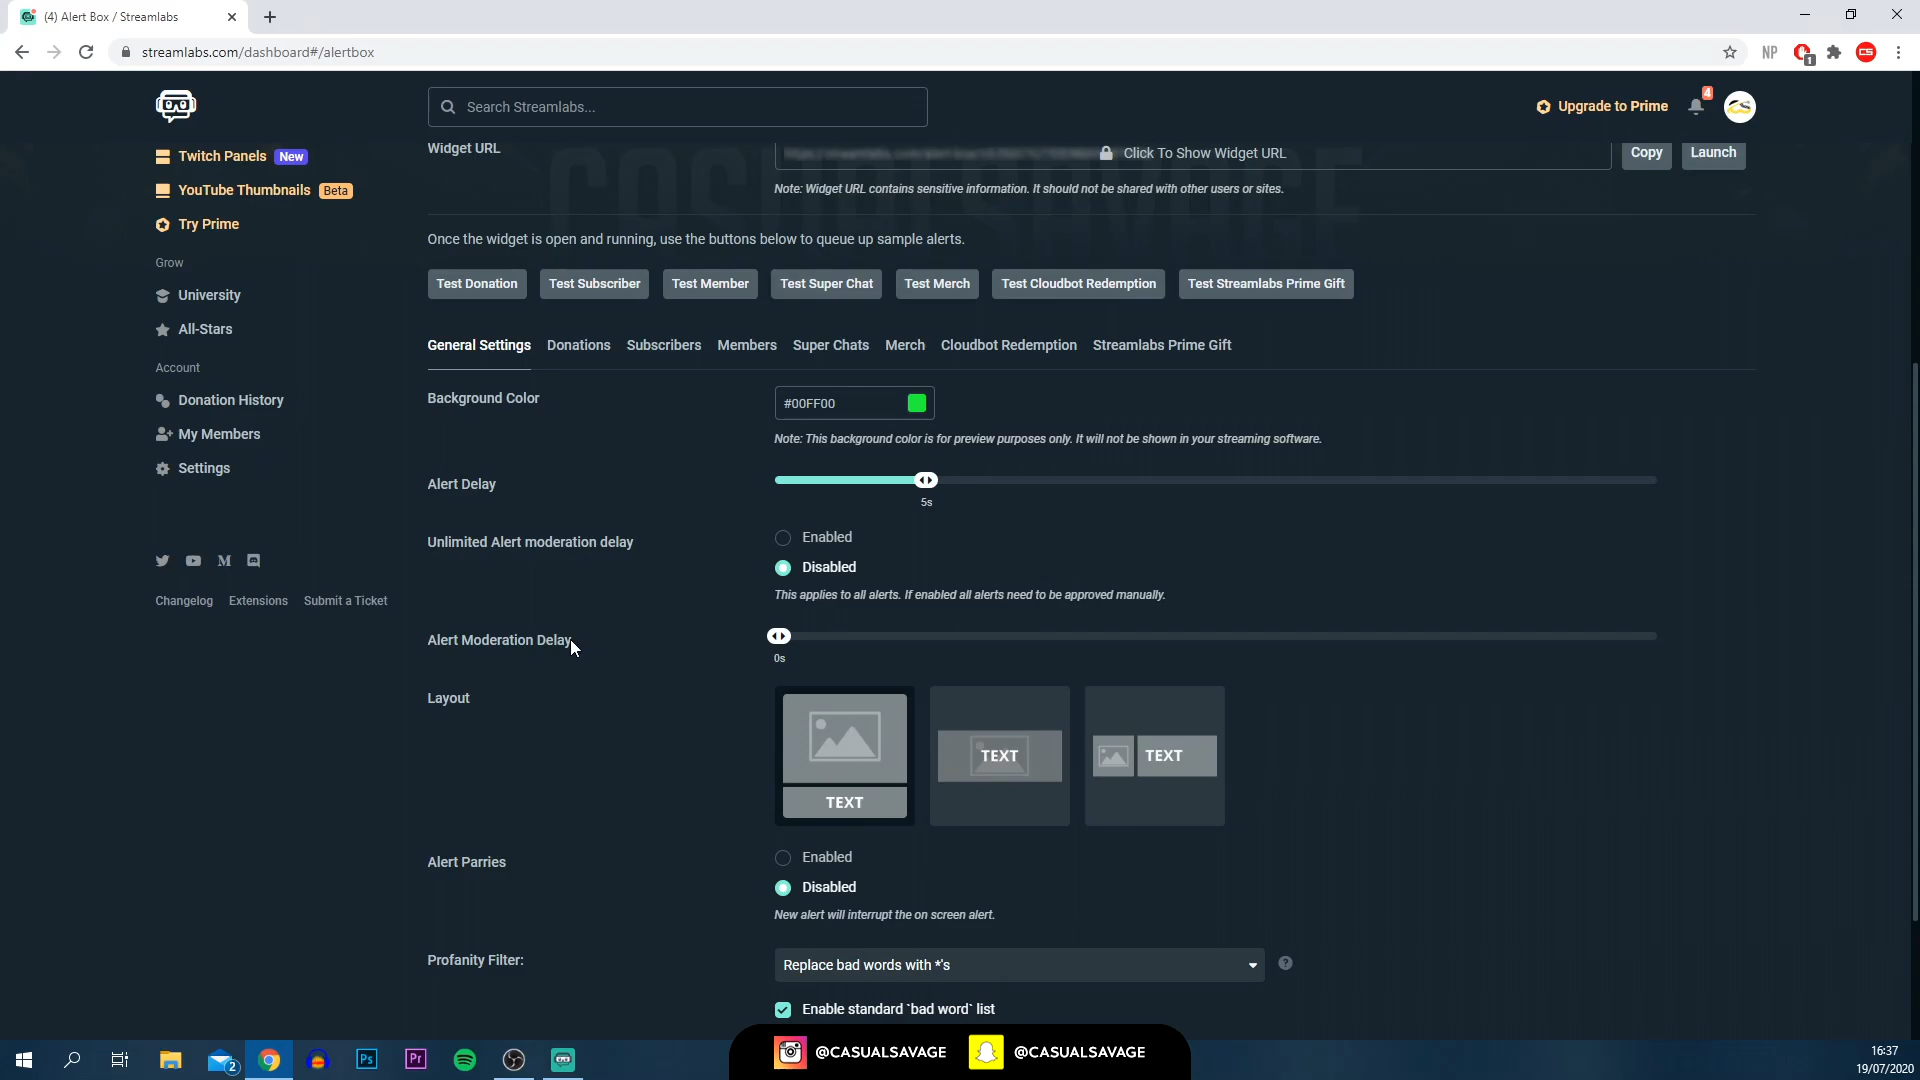 (4) Alert Box / Streamlabs
streamlabs.com/dashboard#/alertbox
NP
1
CS
Search Streamlabs...
Upgrade to Prime
4
Twitch Panels New
YouTube Thumbnails Beta
Try Prime
Grow
University
All-Stars
Account
Donation History
My Members
Settings
M
Changelog Extensions Submit a Ticket
Widget URL
Click To Show Widget URL
Copy
Launch
Note: Widget URL contains sensitive information. It should not be shared with other users or sites.
CASUALSAVAGE
Once the widget is open and running, use the buttons below to queue up sample alerts.
Test Donation Test Subscriber Test Member Test Super Chat Test Merch Test Cloudbot Redemption Test Streamlabs Prime Gift
General Settings Donations Subscribers Members Super Chats Merch Cloudbot Redemption Streamlabs Prime Gift
Background Color
#00FF00
Note: This background color is for preview purposes only. It will not be shown in your streaming software.
Alert Delay
5s
Unlimited Alert moderation delay
Enabled
Disabled
This applies to all alerts. If enabled all alerts need to be approved manually.
Alert Moderation Delay
0s
Layout
TEXT
TEXT
TEXT
Alert Parries
Enabled
Disabled
New alert will interrupt the on screen alert.
Profanity Filter:
Replace bad words with *'s
?
Enable standard `bad word` list
2
Ps
Pr
@CASUALSAVAGE
@CASUALSAVAGE
16:37
19/07/2020